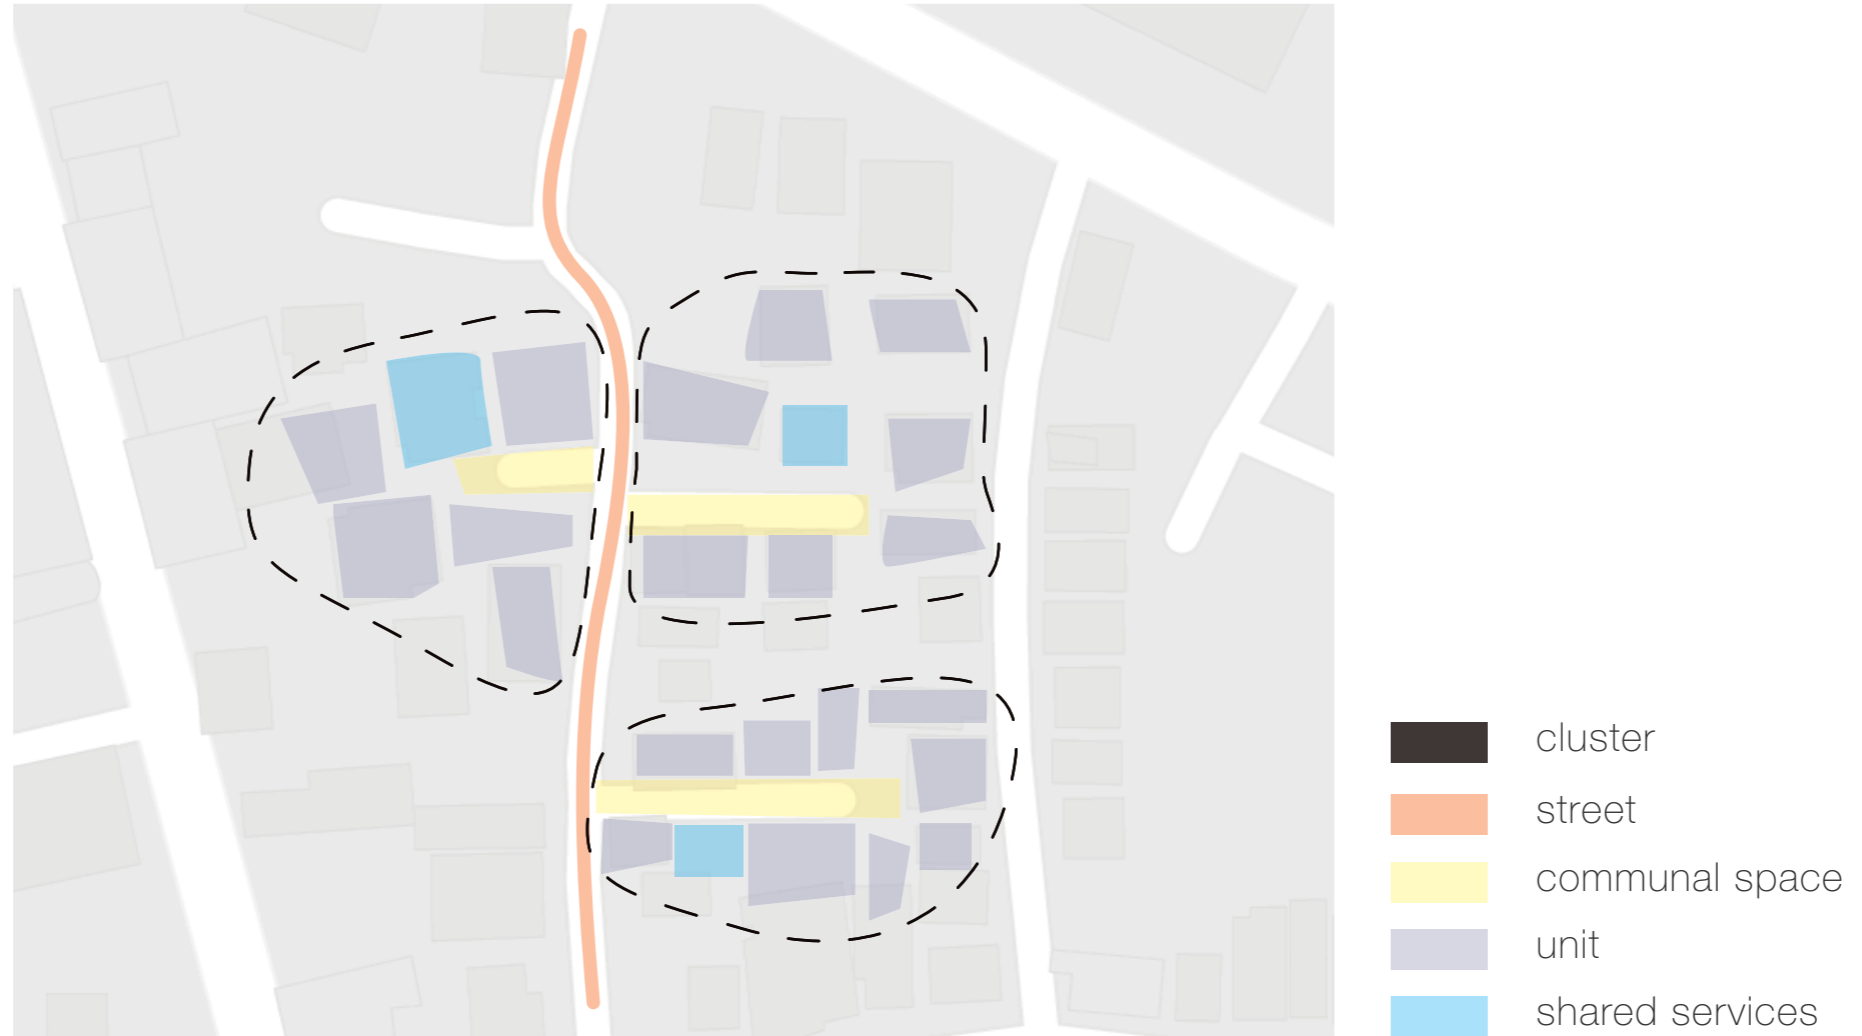 cluster
street
communal space
unit
shared services